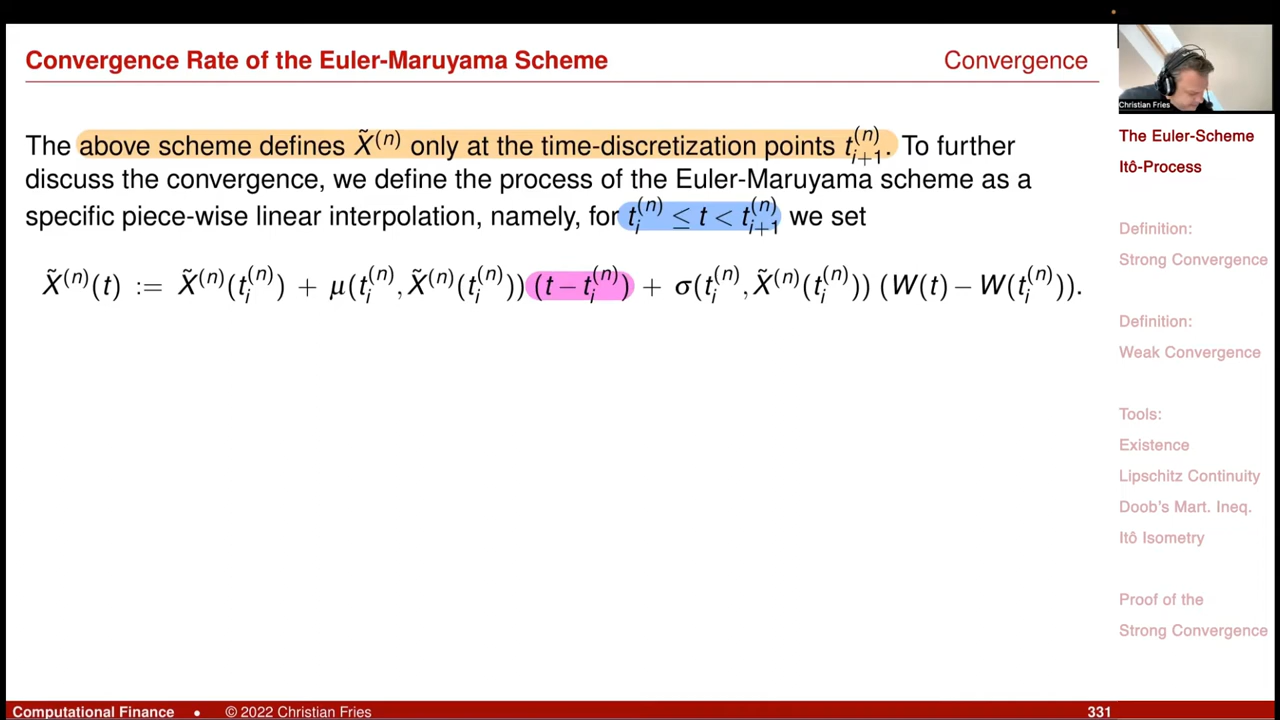 Convergence Rate of the Euler-Maruyama Scheme
Convergence
Christian Fries
The above scheme defines X̃⁽ⁿ⁾ only at the time-discretization points t_{i+1}^{(n)}. To further
discuss the convergence, we define the process of the Euler-Maruyama scheme as a
specific piece-wise linear interpolation, namely, for t_i^{(n)} ≤ t < t_{i+1}^{(n)} we set
X̃⁽ⁿ⁾(t) := X̃⁽ⁿ⁾(t_i^{(n)}) + μ(t_i^{(n)}, X̃⁽ⁿ⁾(t_i^{(n)})) (t − t_i^{(n)}) + σ(t_i^{(n)}, X̃⁽ⁿ⁾(t_i^{(n)})) (W(t) − W(t_i^{(n)})).
The Euler-Scheme
Itô-Process
Definition:
Strong Convergence
Definition:
Weak Convergence
Tools:
Existence
Lipschitz Continuity
Doob's Mart. Ineq.
Itô Isometry
Proof of the
Strong Convergence
Computational Finance • © 2022 Christian Fries
331